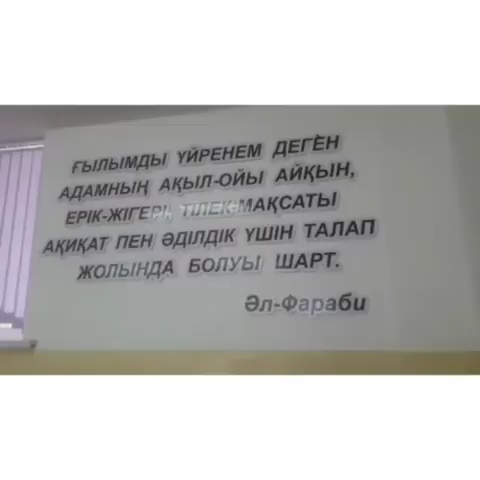 ҒЫЛЫМДЫ ҮЙРЕНЕМ ДЕГЕН
АДАМНЫҢ АҚЫЛ-ОЙЫ АЙҚЫН,
ЕРІК-ЖІГЕРІ, ТІЛЕК-МАҚСАТЫ
АҚИҚАТ ПЕН ӘДІЛДІК ҮШІН ТАЛАП
ЖОЛЫНДА БОЛУЫ ШАРТ.
Әл-Фараби